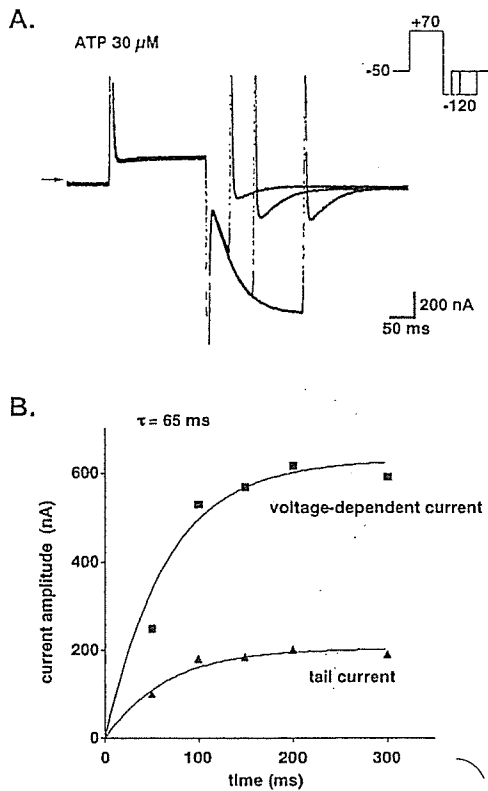 A.
ATP 30 µM
+70
-50
-120
200 nA
50 ms
B.
τ = 65 ms
600
400
200
0
current amplitude (nA)
voltage-dependent current
tail current
0 100 200 300
time (ms)